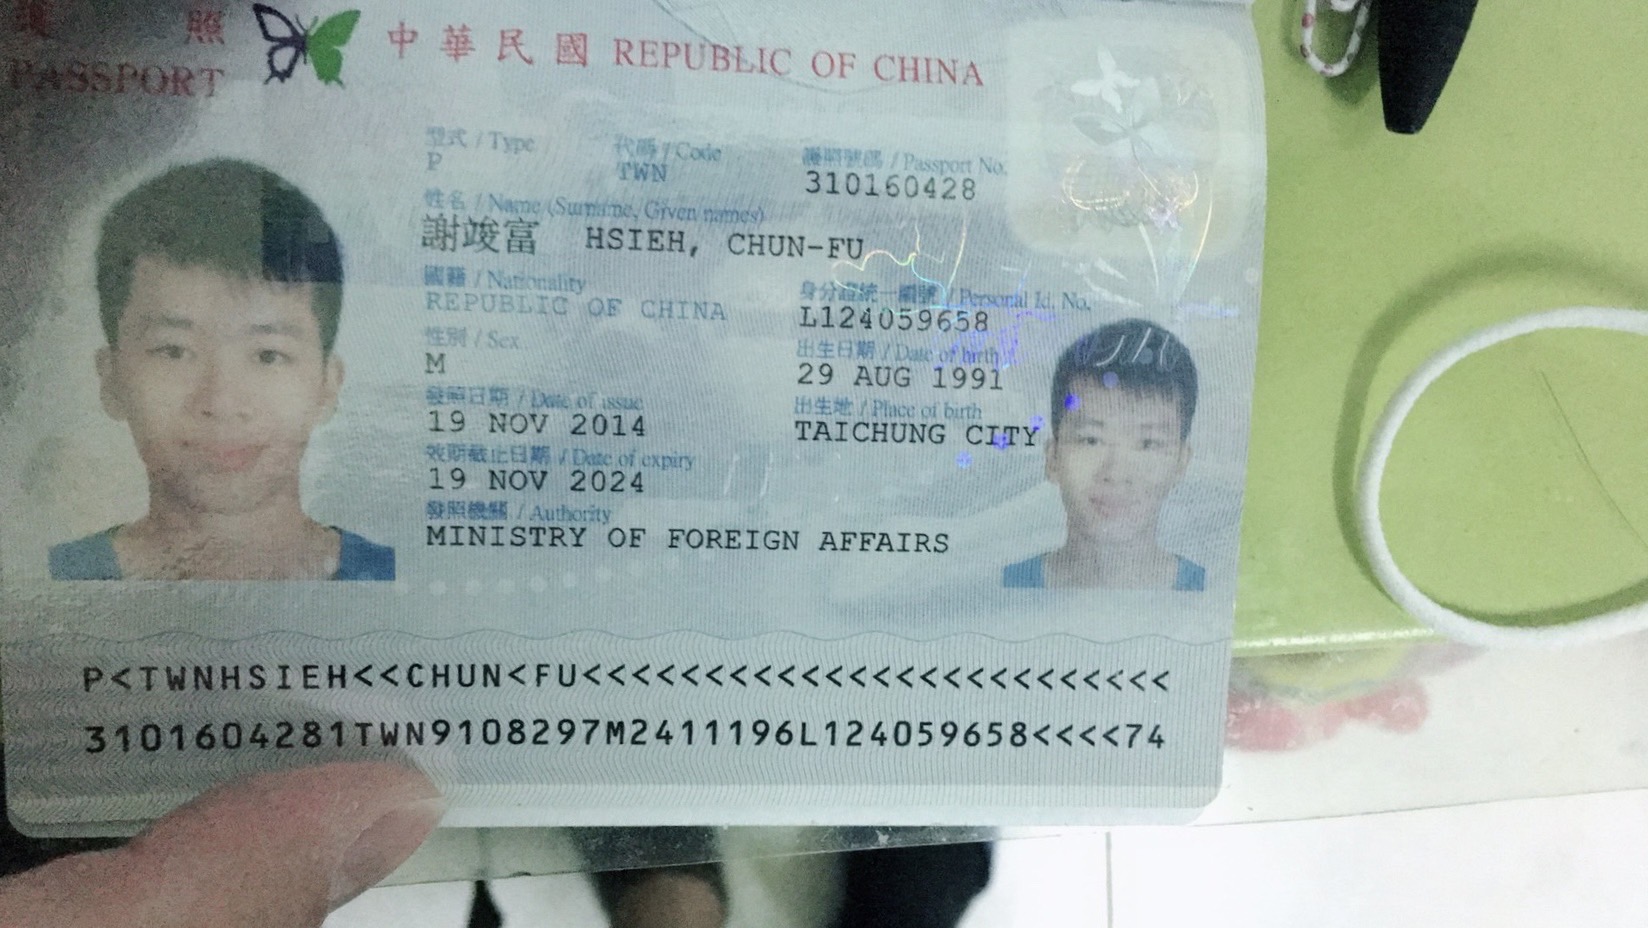 護 照 中華民國 REPUBLIC OF CHINA
PASSPORT
型式 / Type 代碼 / Code 護照號碼 / Passport No.
P TWN 310160428
姓名 / Name (Surname, Given names)
謝竣富 HSIEH, CHUN-FU
國籍 / Nationality 身分證統一編號 / Personal Id. No.
REPUBLIC OF CHINA L124059658
性別 / Sex 出生日期 / Date of birth
M 29 AUG 1991
發照日期 / Date of issue 出生地 / Place of birth
19 NOV 2014 TAICHUNG CITY
效期截止日期 / Date of expiry
19 NOV 2024
發照機關 / Authority
MINISTRY OF FOREIGN AFFAIRS
P<TWNHSIEH<<CHUN<FU<<<<<<<<<<<<<<<<<<<<<<<<<
3101604281TWN9108297M2411196L124059658<<<<74